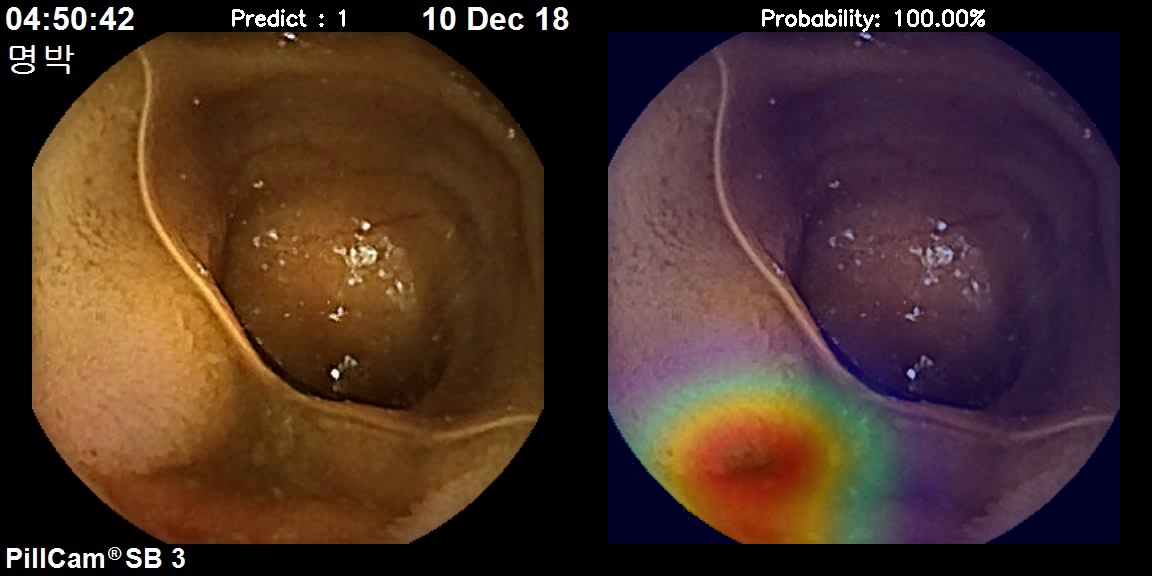 04:50:42 Predict : 1 10 Dec 18 Probability: 100.00%
명박
PillCam® SB 3